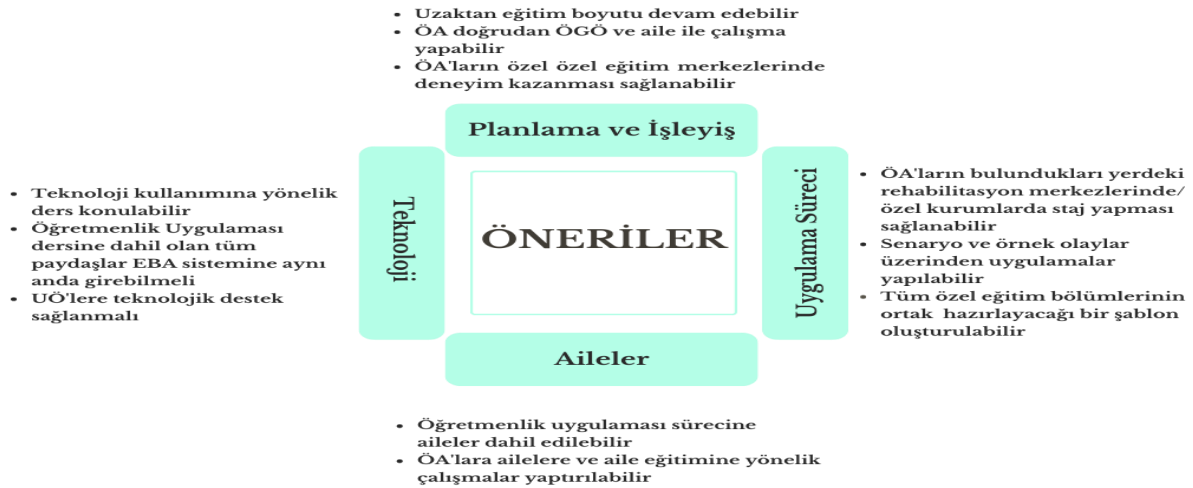 • Uzaktan eğitim boyutu devam edebilir
• ÖA doğrudan ÖGÖ ve aile ile çalışma
yapabilir
• ÖA'ların özel özel eğitim merkezlerinde
deneyim kazanması sağlanabilir
Planlama ve İşleyiş
• Teknoloji kullanımına yönelik
ders konulabilir
• Öğretmenlik Uygulaması
dersine dahil olan tüm
paydaşlar EBA sistemine aynı
anda girebilmeli
• UÖ'lere teknolojik destek
sağlanmalı
Teknoloji
ÖNERİLER
Uygulama Süreci
• ÖA'ların bulundukları yerdeki
rehabilitasyon merkezlerinde/
özel kurumlarda staj yapması
sağlanabilir
• Senaryo ve örnek olaylar
üzerinden uygulamalar
yapılabilir
• Tüm özel eğitim bölümlerinin
ortak hazırlayacağı bir şablon
oluşturulabilir
Aileler
• Öğretmenlik uygulaması sürecine
aileler dahil edilebilir
• ÖA'lara ailelere ve aile eğitimine yönelik
çalışmalar yaptırılabilir